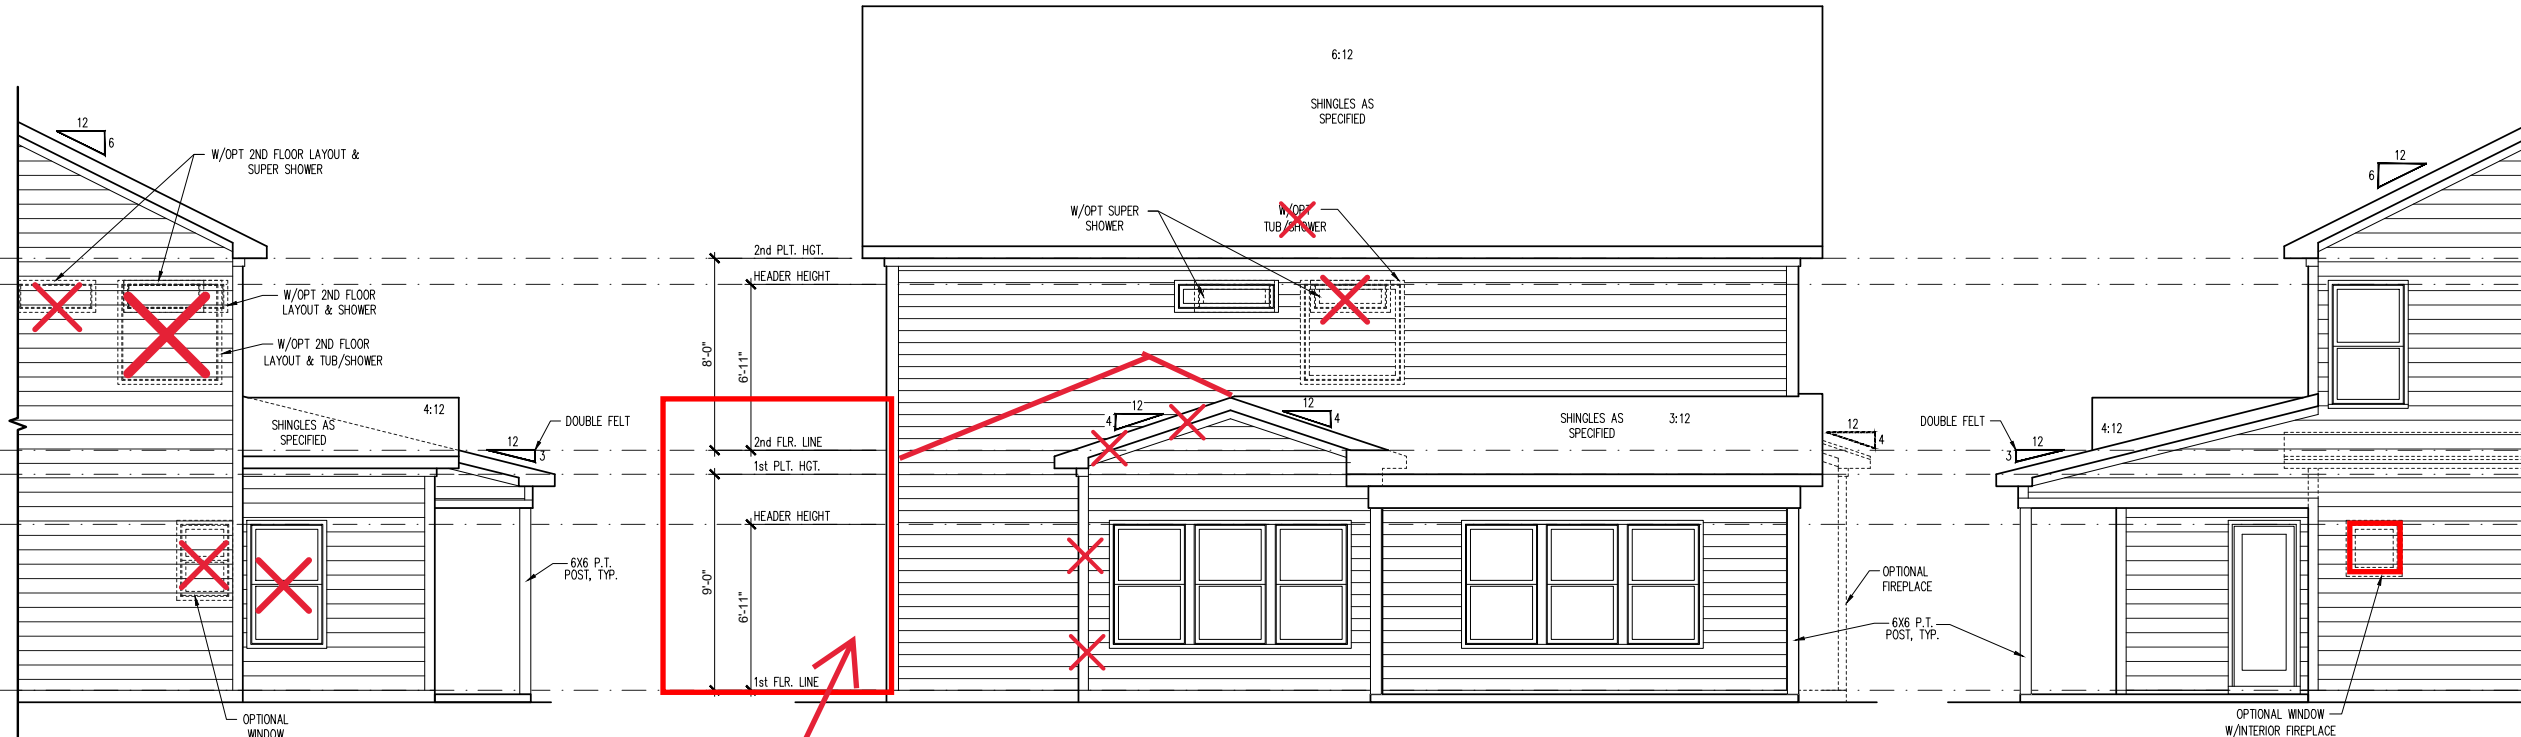 12
6
W/OPT 2ND FLOOR LAYOUT &
SUPER SHOWER
W/OPT 2ND FLOOR
LAYOUT & SHOWER
W/OPT 2ND FLOOR
LAYOUT & TUB/SHOWER
4:12
SHINGLES AS
SPECIFIED
12
3
DOUBLE FELT
6X6 P.T.
POST, TYP.
OPTIONAL
WINDOW
2nd PLT. HGT.
HEADER HEIGHT
8'-0"
6'-11"
2nd FLR. LINE
1st PLT. HGT.
HEADER HEIGHT
9'-0"
6'-11"
1st FLR. LINE
6:12
SHINGLES AS
SPECIFIED
W/OPT SUPER
SHOWER
W/OPT
TUB/SHOWER
12
4
12
4
SHINGLES AS
SPECIFIED
3:12
12
4
OPTIONAL
FIREPLACE
6X6 P.T.
POST, TYP.
12
6
DOUBLE FELT
12
3
4:12
OPTIONAL WINDOW
W/INTERIOR FIREPLACE